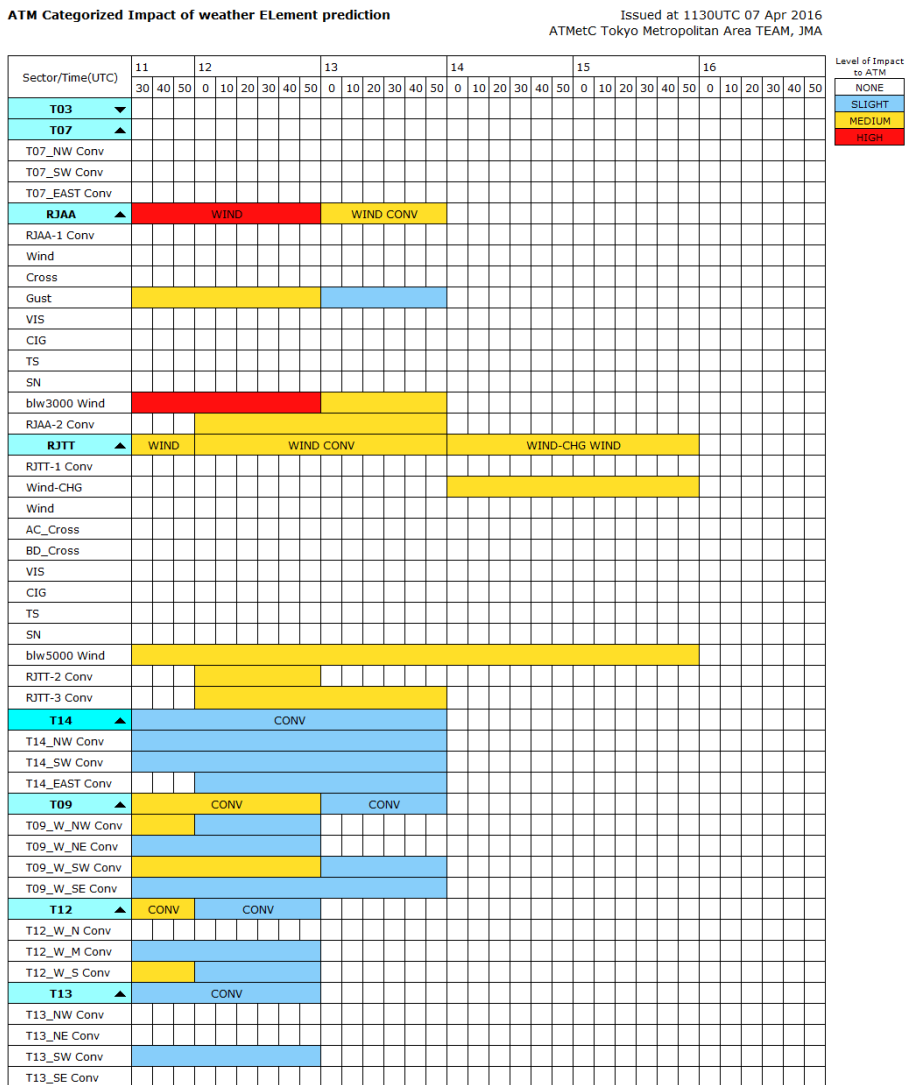 ATM Categorized Impact of weather ELement prediction
Issued at 1130UTC 07 Apr 2016
ATMetC Tokyo Metropolitan Area TEAM, JMA
Sector/Time(UTC) 11 12 13 14 15 16
30 40 50 0 10 20 30 40 50 0 10 20 30 40 50 0 10 20 30 40 50 0 10 20 30 40 50 0 10 20 30 40 50
Level of Impact
to ATM
NONE
SLIGHT
MEDIUM
HIGH
T03
T07
T07_NW Conv
T07_SW Conv
T07_EAST Conv
RJAA WIND WIND CONV
RJAA-1 Conv
Wind
Cross
Gust
VIS
CIG
TS
SN
blw3000 Wind
RJAA-2 Conv
RJTT WIND WIND CONV WIND-CHG WIND
RJTT-1 Conv
Wind-CHG
Wind
AC_Cross
BD_Cross
VIS
CIG
TS
SN
blw5000 Wind
RJTT-2 Conv
RJTT-3 Conv
T14 CONV
T14_NW Conv
T14_SW Conv
T14_EAST Conv
T09 CONV CONV
T09_W_NW Conv
T09_W_NE Conv
T09_W_SW Conv
T09_W_SE Conv
T12 CONV CONV
T12_W_N Conv
T12_W_M Conv
T12_W_S Conv
T13 CONV
T13_NW Conv
T13_NE Conv
T13_SW Conv
T13_SE Conv